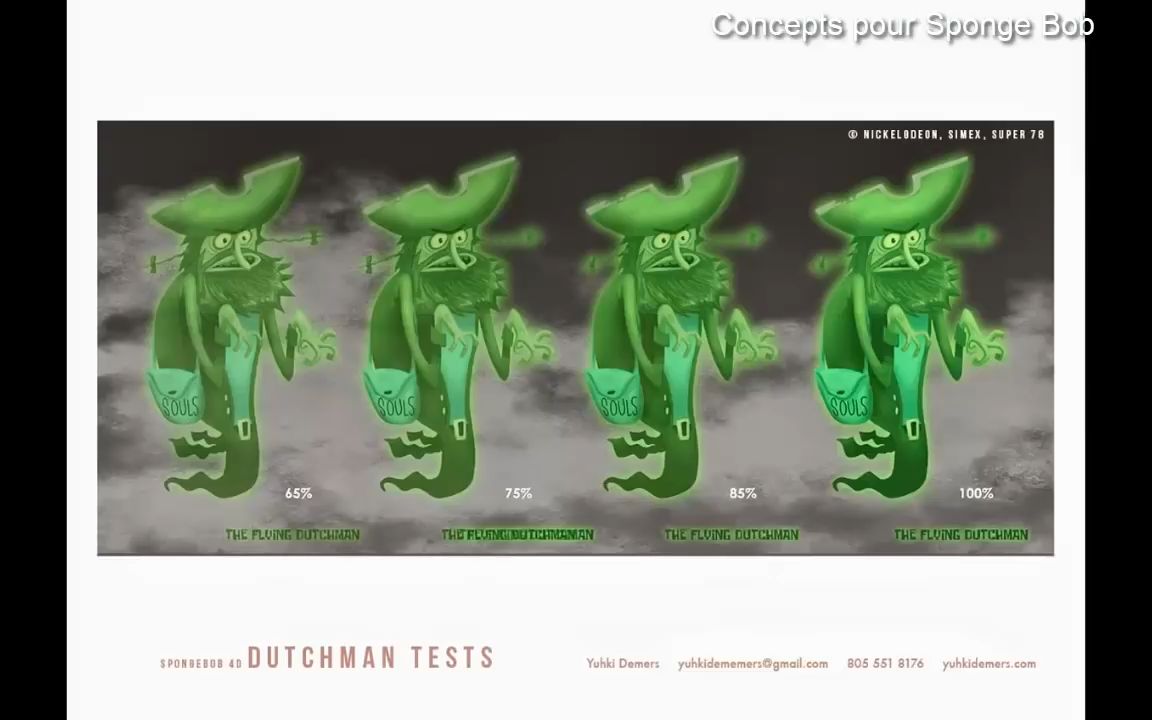 Concepts pour Sponge Bob
© NICKELODEON, SIMEX, SUPER 78
SOULS SOULS SOULS SOULS
65% 75% 85% 100%
THE FLYING DUTCHMAN THE FLYING DUTCHMAN THE FLYING DUTCHMAN
SPONGEBOB 4D DUTCHMAN TESTS
Yuhki Demers yuhkidememers@gmail.com 805 551 8176 yuhkidemers.com